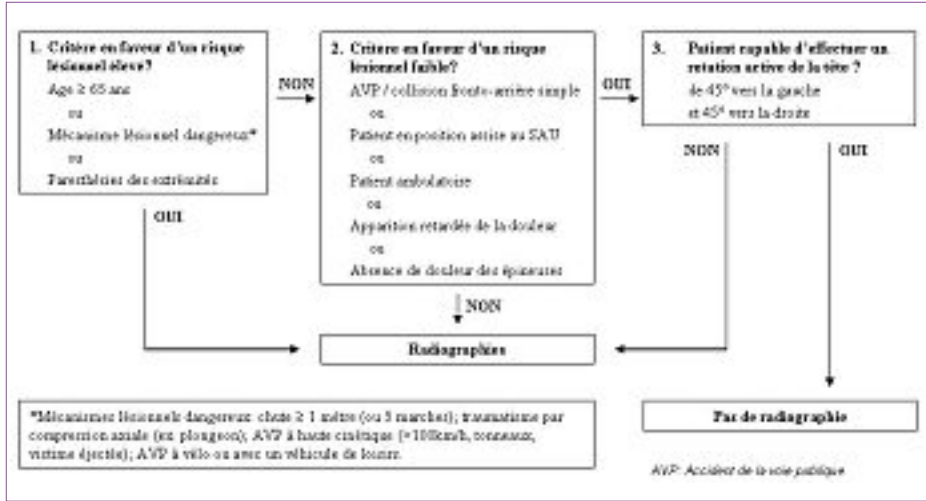 1. Critère en faveur d'un risque
lésionnel élevé?
Age ≥ 65 ans
ou
Mécanisme lésionnel dangereux*
ou
Paresthésies des extrémités
NON
OUI
2. Critère en faveur d'un risque
lésionnel faible?
AVP / collision fronto-arrière simple
ou
Patient en position assise au SAU
ou
Patient ambulatoire
ou
Apparition retardée de la douleur
ou
Absence de douleur des épineuses
OUI
NON
3. Patient capable d'effectuer un
rotation active de la tête ?
de 45° vers la gauche
et 45° vers la droite
NON
OUI
Radiographies
Pas de radiographie
*Mécanismes lésionnels dangereux: chute ≥ 1 mètre (ou 5 marches); traumatisme par
compression axiale (ex: plongeon); AVP à haute cinétique (>100km/h, tonneaux,
victime éjectée); AVP à vélo ou avec un véhicule de loisirs.
AVP: Accident de la voie publique